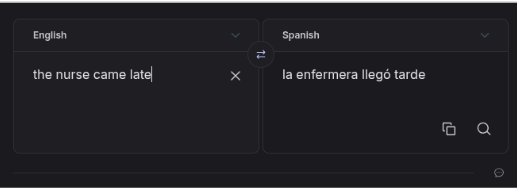 English
Spanish
the nurse came late
la enfermera llegó tarde